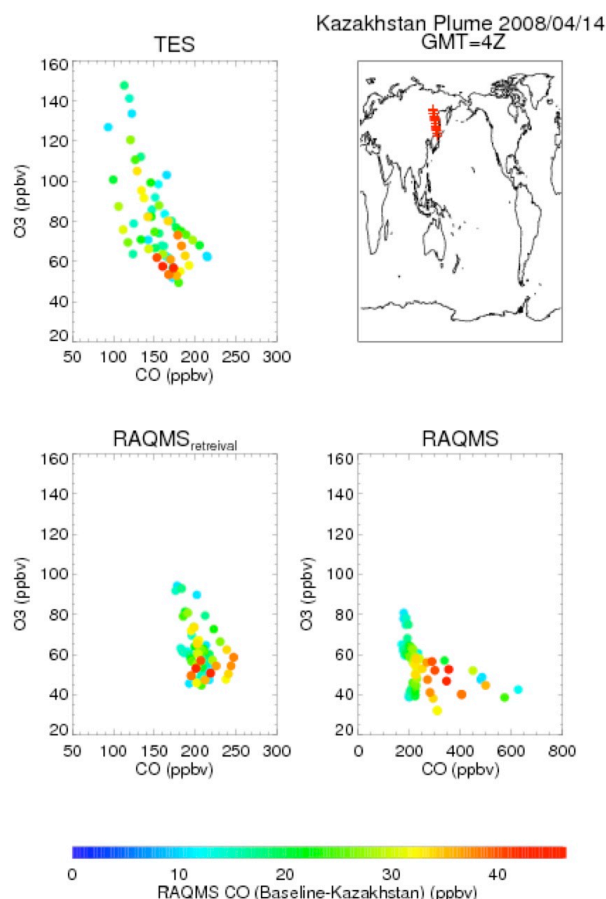 Kazakhstan Plume 2008/04/14
TES
GMT=4Z
160
140
120
100
80
60
40
20
O3 (ppbv)
50 100 150 200 250 300
CO (ppbv)
RAQMSretreival
RAQMS
160
140
120
100
80
60
40
20
O3 (ppbv)
50 100 150 200 250 300
CO (ppbv)
160
140
120
100
80
60
40
20
O3 (ppbv)
0 200 400 600 800
CO (ppbv)
0 10 20 30 40
RAQMS CO (Baseline-Kazakhstan) (ppbv)